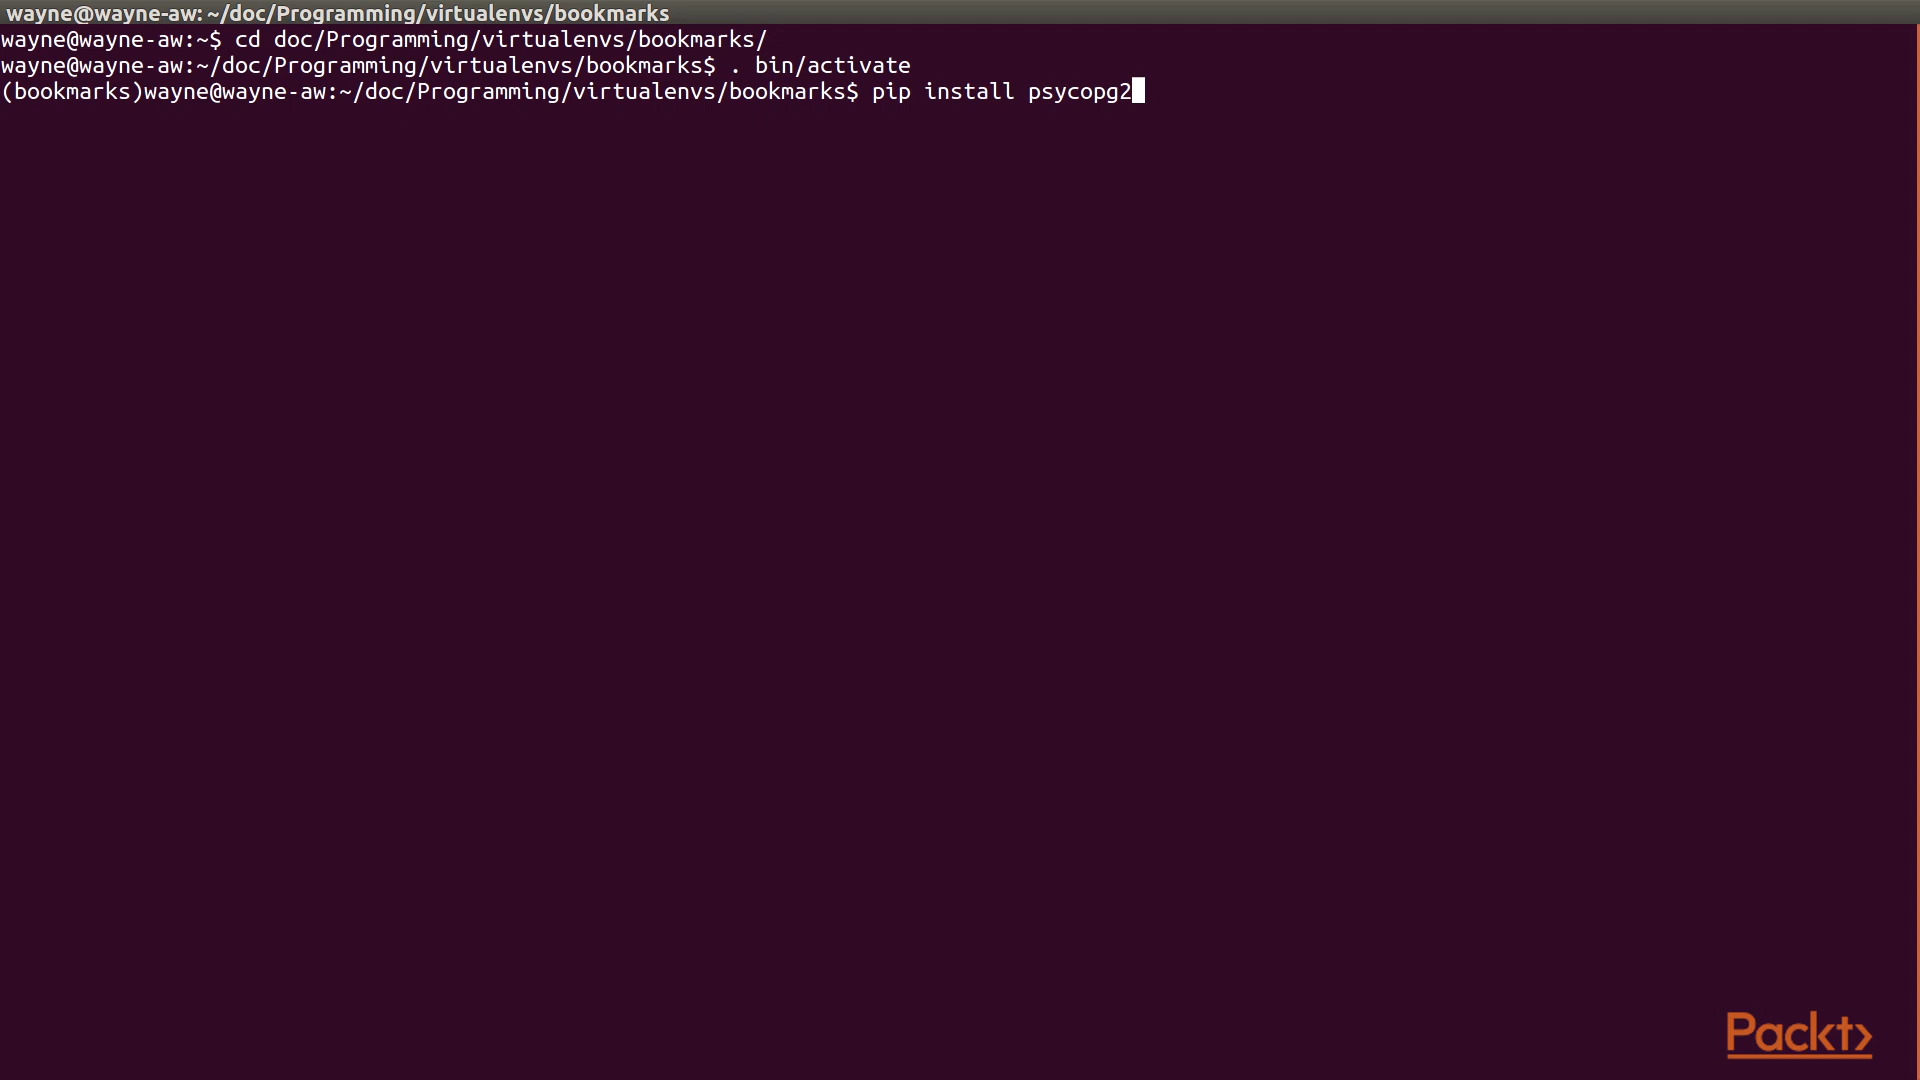 wayne@wayne-aw: ~/doc/Programming/virtualenvs/bookmarks
wayne@wayne-aw:~$ cd doc/Programming/virtualenvs/bookmarks/
wayne@wayne-aw:~/doc/Programming/virtualenvs/bookmarks$ . bin/activate
(bookmarks)wayne@wayne-aw:~/doc/Programming/virtualenvs/bookmarks$ pip install psycopg2
Packt>